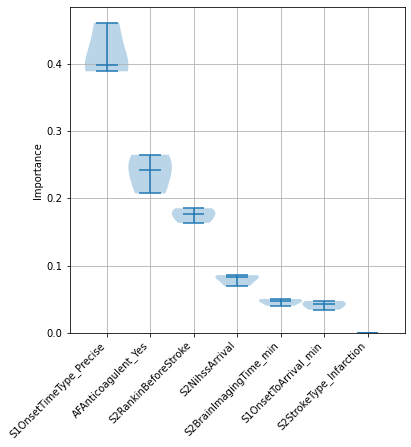 0.4
0.3
0.2
0.1
0.0
Importance
S1OnsetTimeType_Precise
AFAnticoagulent_Yes
S2RankinBeforeStroke
S2NihssArrival
S2BrainImagingTime_min
S1OnsetToArrival_min
S2StrokeType_Infarction